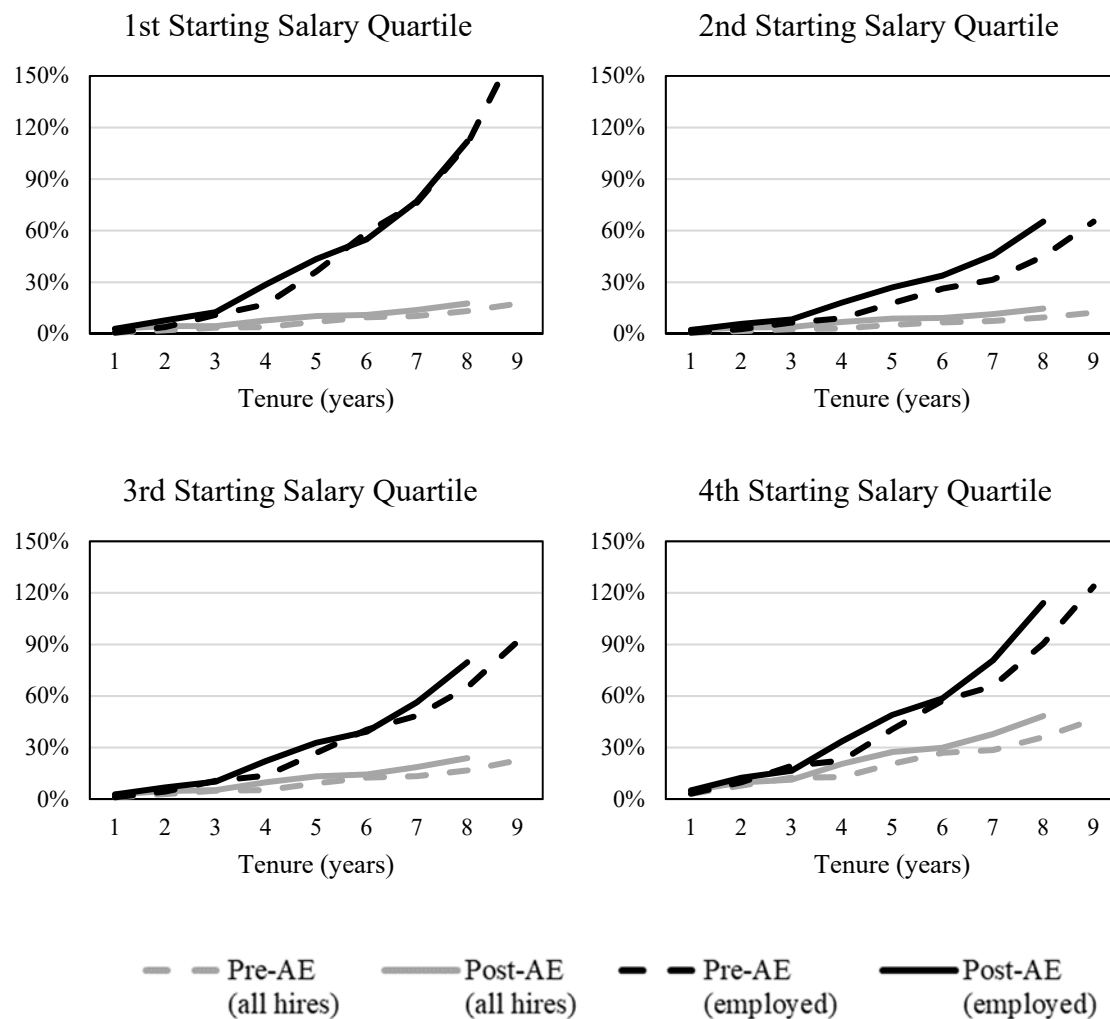 1st Starting Salary Quartile
150%
120%
90%
60%
30%
0%
1 2 3 4 5 6 7 8 9
Tenure (years)
2nd Starting Salary Quartile
150%
120%
90%
60%
30%
0%
1 2 3 4 5 6 7 8 9
Tenure (years)
3rd Starting Salary Quartile
150%
120%
90%
60%
30%
0%
1 2 3 4 5 6 7 8 9
Tenure (years)
4th Starting Salary Quartile
150%
120%
90%
60%
30%
0%
1 2 3 4 5 6 7 8 9
Tenure (years)
Pre-AE
(all hires)
Post-AE
(all hires)
Pre-AE
(employed)
Post-AE
(employed)